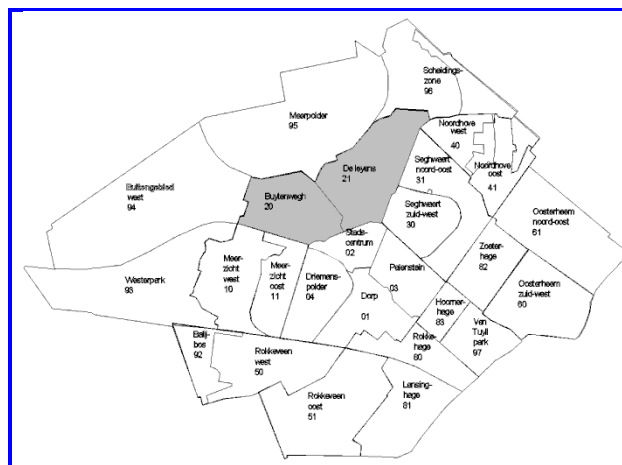 Scheidings-
zone
96
Meerpolder
95
Noordhove
west
40
De leyens
21
Seghwaert
noord-oost
31
Noordhove
oost
41
Buitengebied
west
94
Buytenwegh
20
Seghwaert
zuid-west
30
Oosterheem
noord-oost
61
Stads-
centrum
02
Zoeter-
hage
82
Meer-
zicht
west
10
Meer-
zicht
oost
11
Driemens-
polder
04
Palenstein
03
Westerpark
93
Oosterheem
zuid-west
60
Dorp
01
Hoorner-
hage
83
Van
Tuyll
park
97
Balij-
bos
92
Rokkeveen
west
50
Rokke-
hage
80
Rokkeveen
oost
51
Lansing-
hage
81